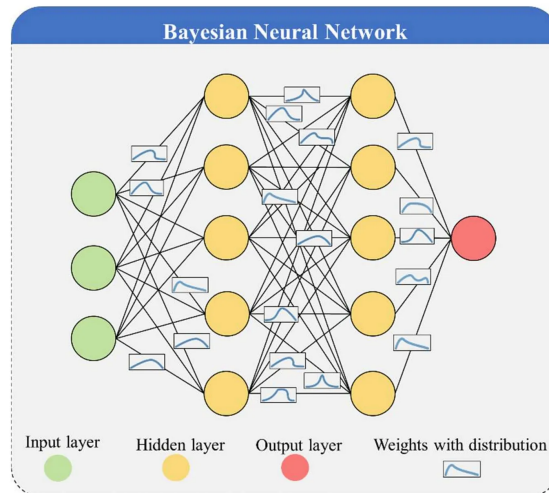 Bayesian Neural Network
Input layer
Hidden layer
Output layer
Weights with distribution